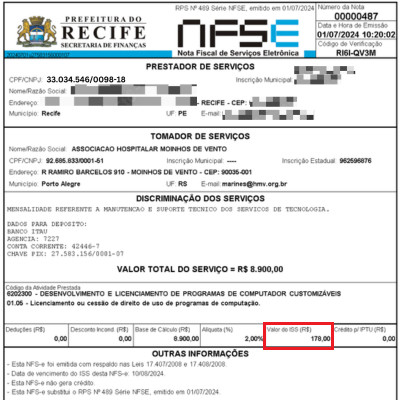 PREFEITURA DO
RECIFE
SECRETARIA DE FINANÇAS
RPS Nº 489 Série NFSE, emitido em 01/07/2024
NFSE
Nota Fiscal de Serviços Eletrônica
Número da Nota
00000487
Data e Hora de Emissão
01/07/2024 10:20:02
Código de Verificação
RI6I-QV3M
PRESTADOR DE SERVIÇOS
CPF/CNPJ: 33.034.546/0098-18
Inscrição Municipal:
Nome/Razão Social:
Endereço: - RECIFE - CEP:
Município: Recife UF: PE E-mail:
TOMADOR DE SERVIÇOS
Nome/Razão Social: ASSOCIACAO HOSPITALAR MOINHOS DE VENTO
CPF/CNPJ: 92.685.833/0001-51 Inscrição Municipal: ---- Inscrição Estadual: 962596876
Endereço: R RAMIRO BARCELOS 910 - MOINHOS DE VENTO - CEP: 90035-001
Município: Porto Alegre UF: RS E-mail: marines@hmv.org.br
DISCRIMINAÇÃO DOS SERVIÇOS
MENSALIDADE REFERENTE A MANUTENCAO E SUPORTE TECNICO DOS SERVICOS DE TECNOLOGIA.
DADOS PARA DEPOSITO:
BANCO ITAU
AGENCIA: 7227
CONTA CORRENTE: 42446-7
CHAVE PIX: 27.583.156/0001-07
VALOR TOTAL DO SERVIÇO = R$ 8.900,00
Código da Atividade Prestada
6202300 - DESENVOLVIMENTO E LICENCIAMENTO DE PROGRAMAS DE COMPUTADOR CUSTOMIZÁVEIS
01.05 - Licenciamento ou cessão de direito de uso de programas de computação.
Deduções (R$) Desconto Incond. (R$) Base de Cálculo (R$) Alíquota (%) Valor do ISS (R$) Crédito p/ IPTU (R$)
0,00 0,00 8.900,00 2,00% 178,00 0,00
OUTRAS INFORMAÇÕES
- Esta NFS-e foi emitida com respaldo nas Leis 17.407/2008 e 17.408/2008.
- Data de vencimento do ISS desta NFS-e: 10/08/2024.
- Esta NFS-e não gera crédito.
- Esta NFS-e substitui o RPS Nº 489 Série NFSE, emitido em 01/07/2024.